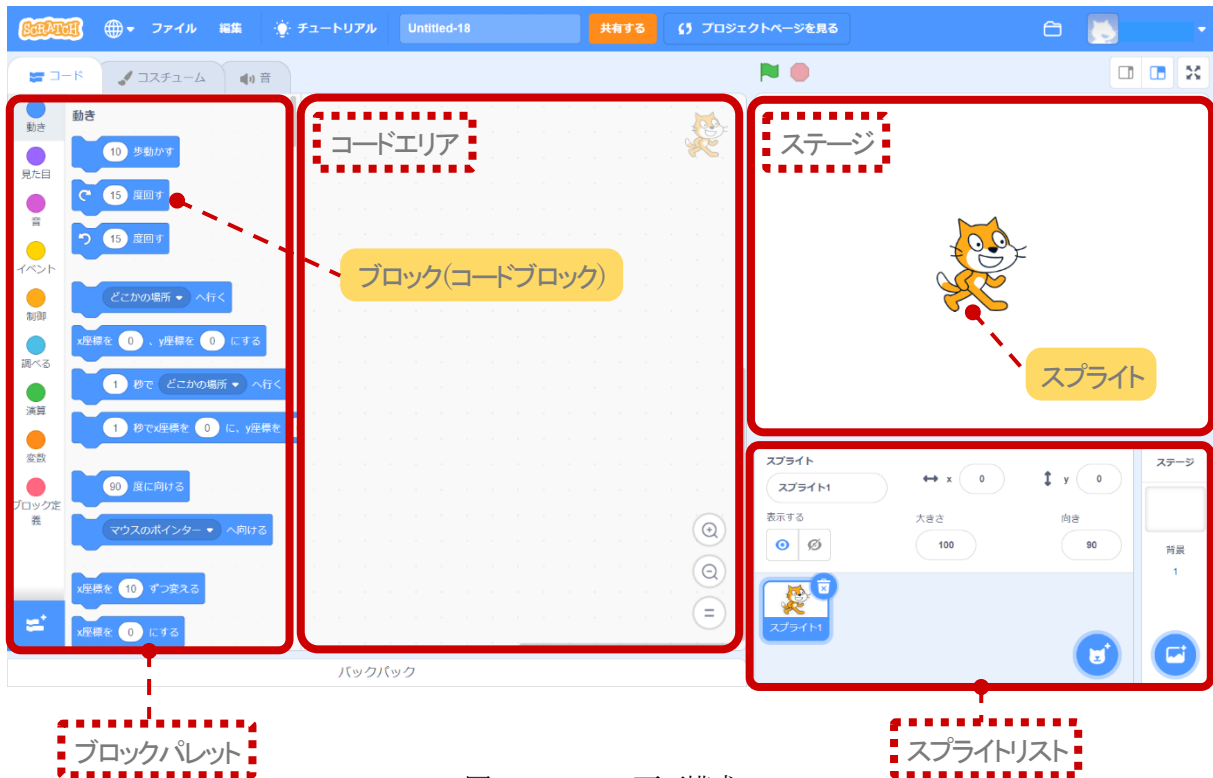 SCRATCH ファイル 編集 チュートリアル Untitled-18 共有する プロジェクトページを見る
コード コスチューム 音
動き
見た目
音
イベント
制御
調べる
演算
変数
ブロック定義
動き
10 歩動かす
15 度回す
15 度回す
どこかの場所 へ行く
x座標を 0 、y座標を 0 にする
1 秒で どこかの場所 へ行く
1 秒でx座標を 0 に、y座標を
90 度に向ける
マウスのポインター へ向ける
x座標を 10 ずつ変える
x座標を 0 にする
コードエリア
ブロック(コードブロック)
ステージ
スプライト
スプライト
スプライト1 x 0 y 0
表示する 大きさ 向き
100 90
スプライト1
ステージ
背景
1
バックパック
ブロックパレット
スプライトリスト